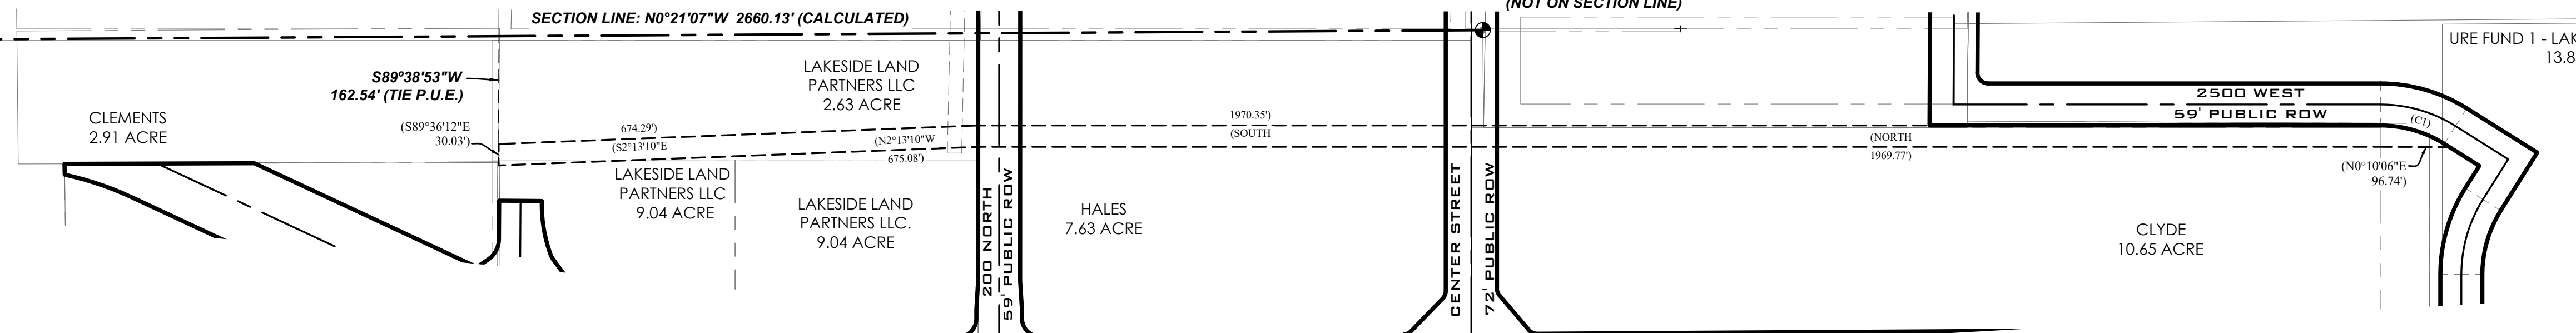 (NOT ON SECTION LINE)
SECTION LINE: N0°21'07"W 2660.13' (CALCULATED)
S89°38'53"W
162.54' (TIE P.U.E.)
CLEMENTS
2.91 ACRE
(S89°36'12"E
30.03')
LAKESIDE LAND
PARTNERS LLC
2.63 ACRE
674.29')
(S2°13'10"E
(N2°13'10"W
675.08')
LAKESIDE LAND
PARTNERS LLC
9.04 ACRE
LAKESIDE LAND
PARTNERS LLC.
9.04 ACRE
200 NORTH
59' PUBLIC ROW
1970.35')
(SOUTH
HALES
7.63 ACRE
CENTER STREET
72' PUBLIC ROW
(NORTH
1969.77')
2500 WEST
59' PUBLIC ROW
(C1)
URE FUND 1 - LAK
13.8
(N0°10'06"E
96.74')
CLYDE
10.65 ACRE